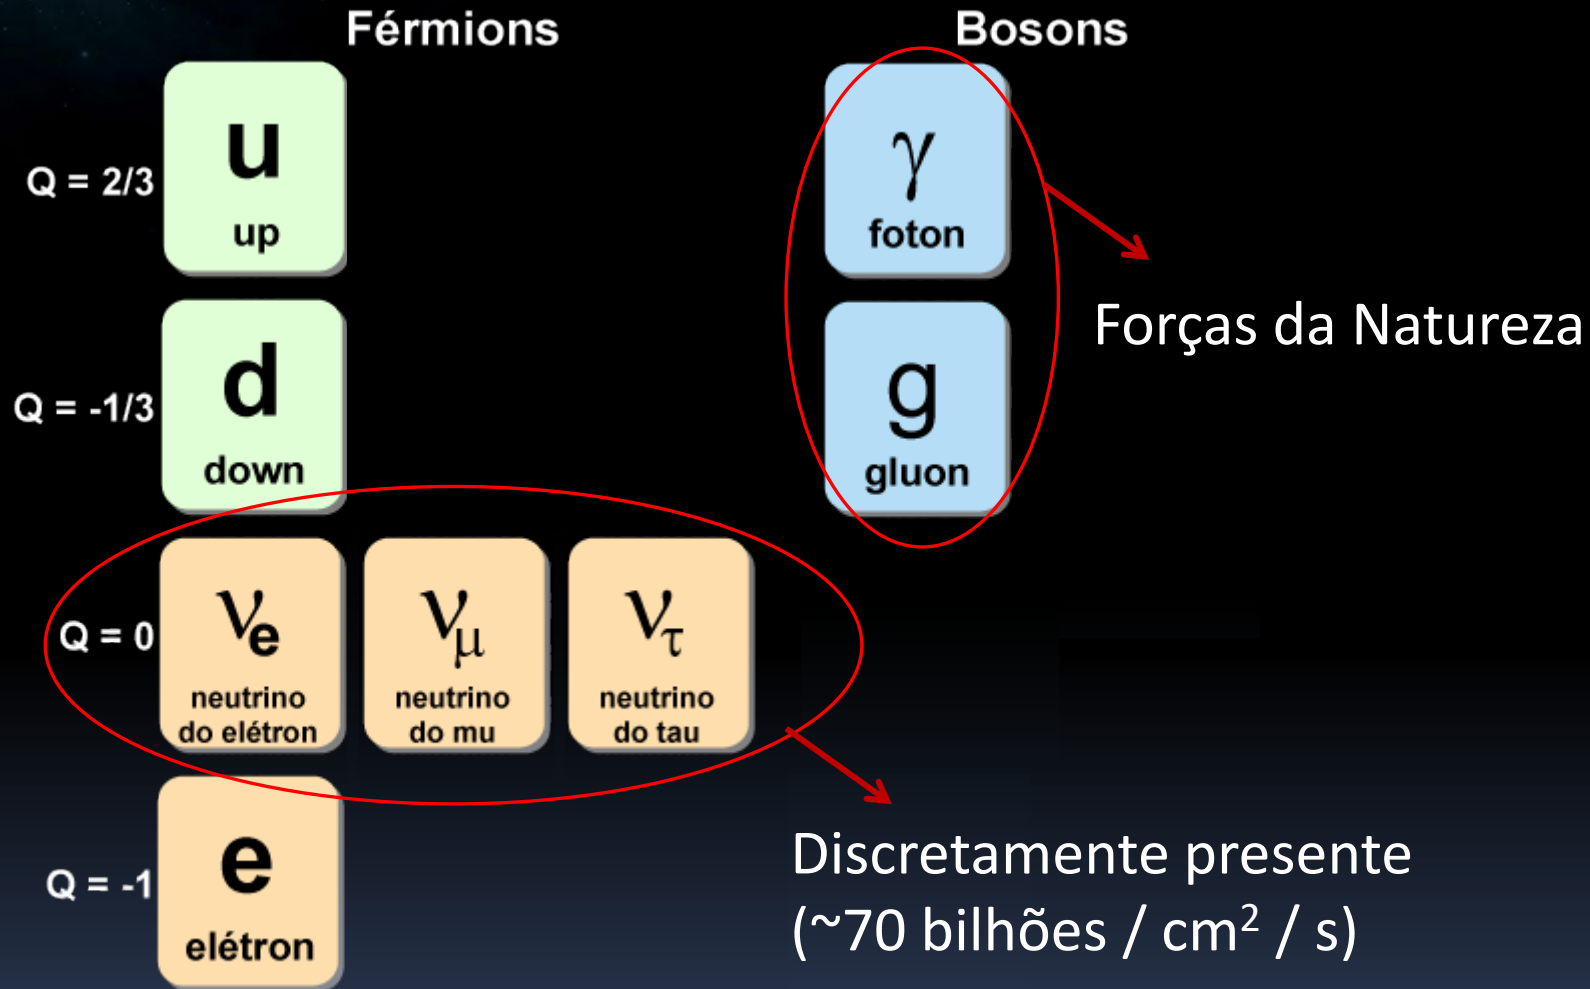 Férmions
Bosons
Q = 2/3
u
up
γ
foton
Forças da Natureza
Q = -1/3
d
down
g
gluon
Q = 0
νe
neutrino
do elétron
νμ
neutrino
do mu
ντ
neutrino
do tau
Q = -1
e
elétron
Discretamente presente
(~70 bilhões / cm² / s)